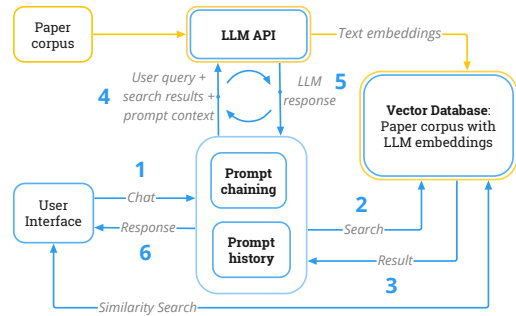 Paper
corpus
LLM API
Text embeddings
User query +
search results +
prompt context
4
LLM
response
5
Vector Database:
Paper corpus with
LLM embeddings
Prompt
chaining
1
Chat
User
Interface
2
Search
Response
6
Prompt
history
Result
3
Similarity Search